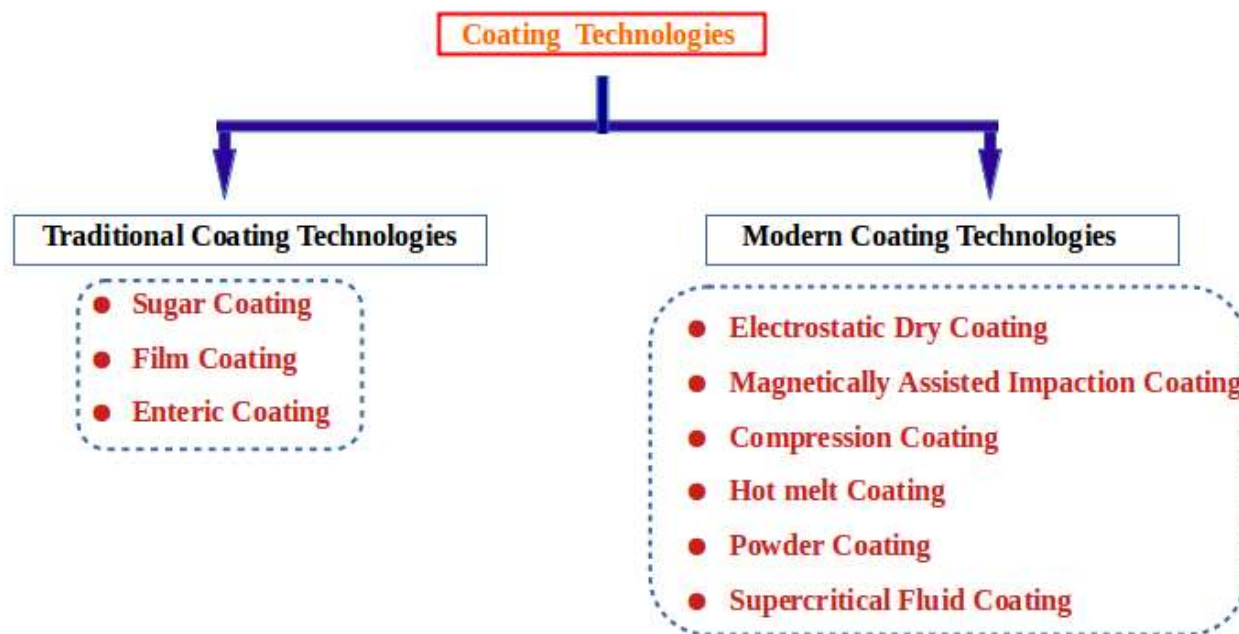 Coating Technologies
Traditional Coating Technologies
Sugar Coating
Film Coating
Enteric Coating
Modern Coating Technologies
Electrostatic Dry Coating
Magnetically Assisted Impaction Coating
Compression Coating
Hot melt Coating
Powder Coating
Supercritical Fluid Coating